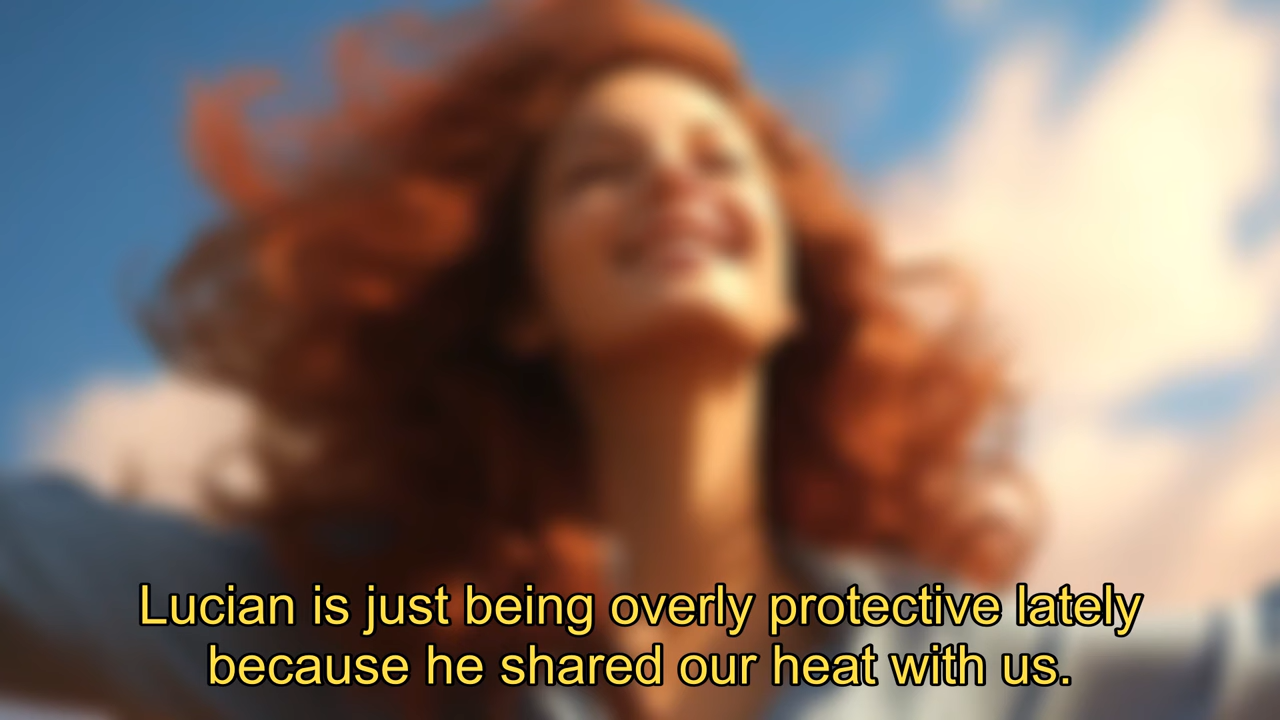 Lucian is just being overly protective lately
because he shared our heat with us.